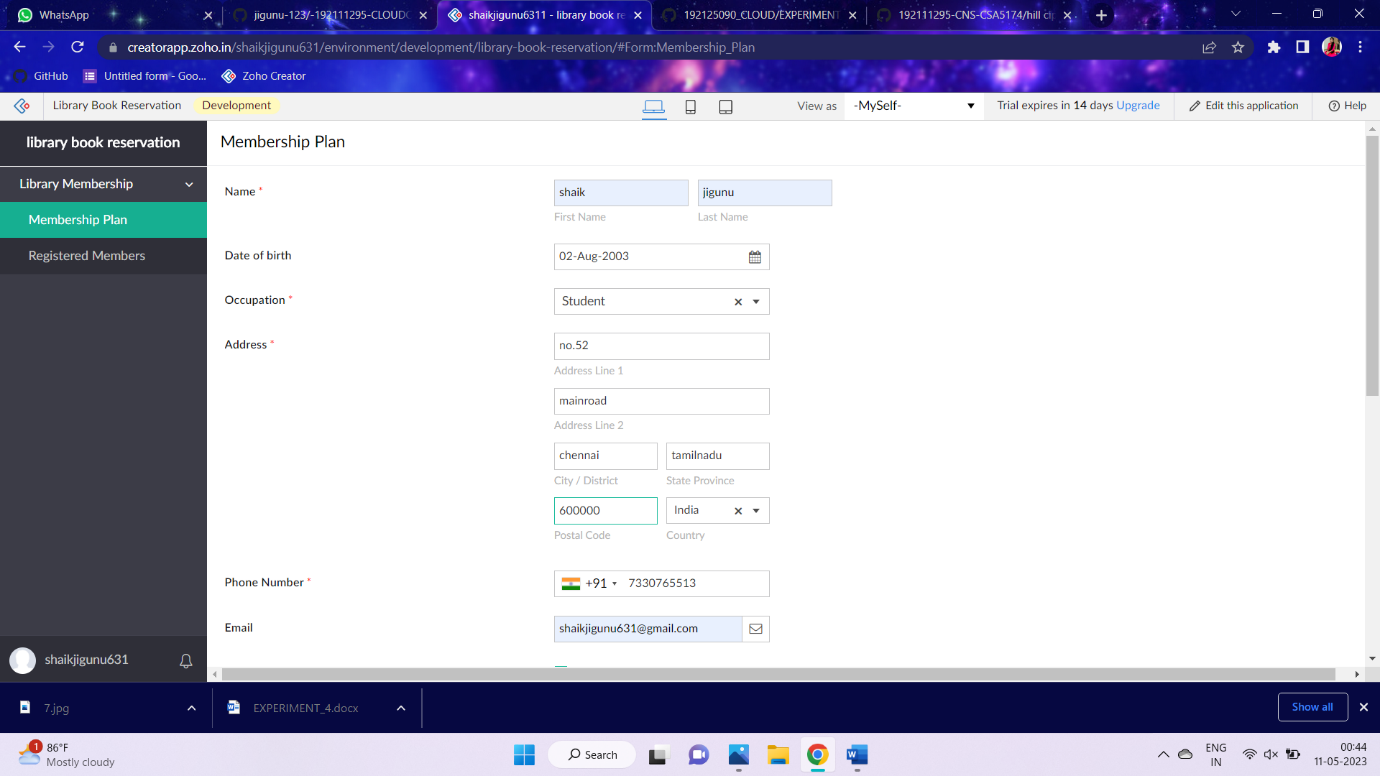 WhatsApp
jigunu-123/-192111295-CLOUDC
shaikjigunu6311 - library book re
192125090_CLOUD/EXPERIMENT
192111295-CNS-CSA5174/hill cip
creatorapp.zoho.in/shaikjigunu631/environment/development/library-book-reservation/#Form:Membership_Plan
GitHub Untitled form - Goo... Zoho Creator
Library Book Reservation Development View as -MySelf- Trial expires in 14 days Upgrade Edit this application Help
library book reservation
Library Membership
Membership Plan
Registered Members
shaikjigunu631
Membership Plan
Name * shaik jigunu
First Name Last Name
Date of birth 02-Aug-2003
Occupation * Student
Address * no.52
Address Line 1
mainroad
Address Line 2
chennai tamilnadu
City / District State Province
600000 India
Postal Code Country
Phone Number * +91 7330765513
Email shaikjigunu631@gmail.com
7.jpg EXPERIMENT_4.docx Show all
1 86°F
Mostly cloudy
Search
ENG
IN
00:44
11-05-2023